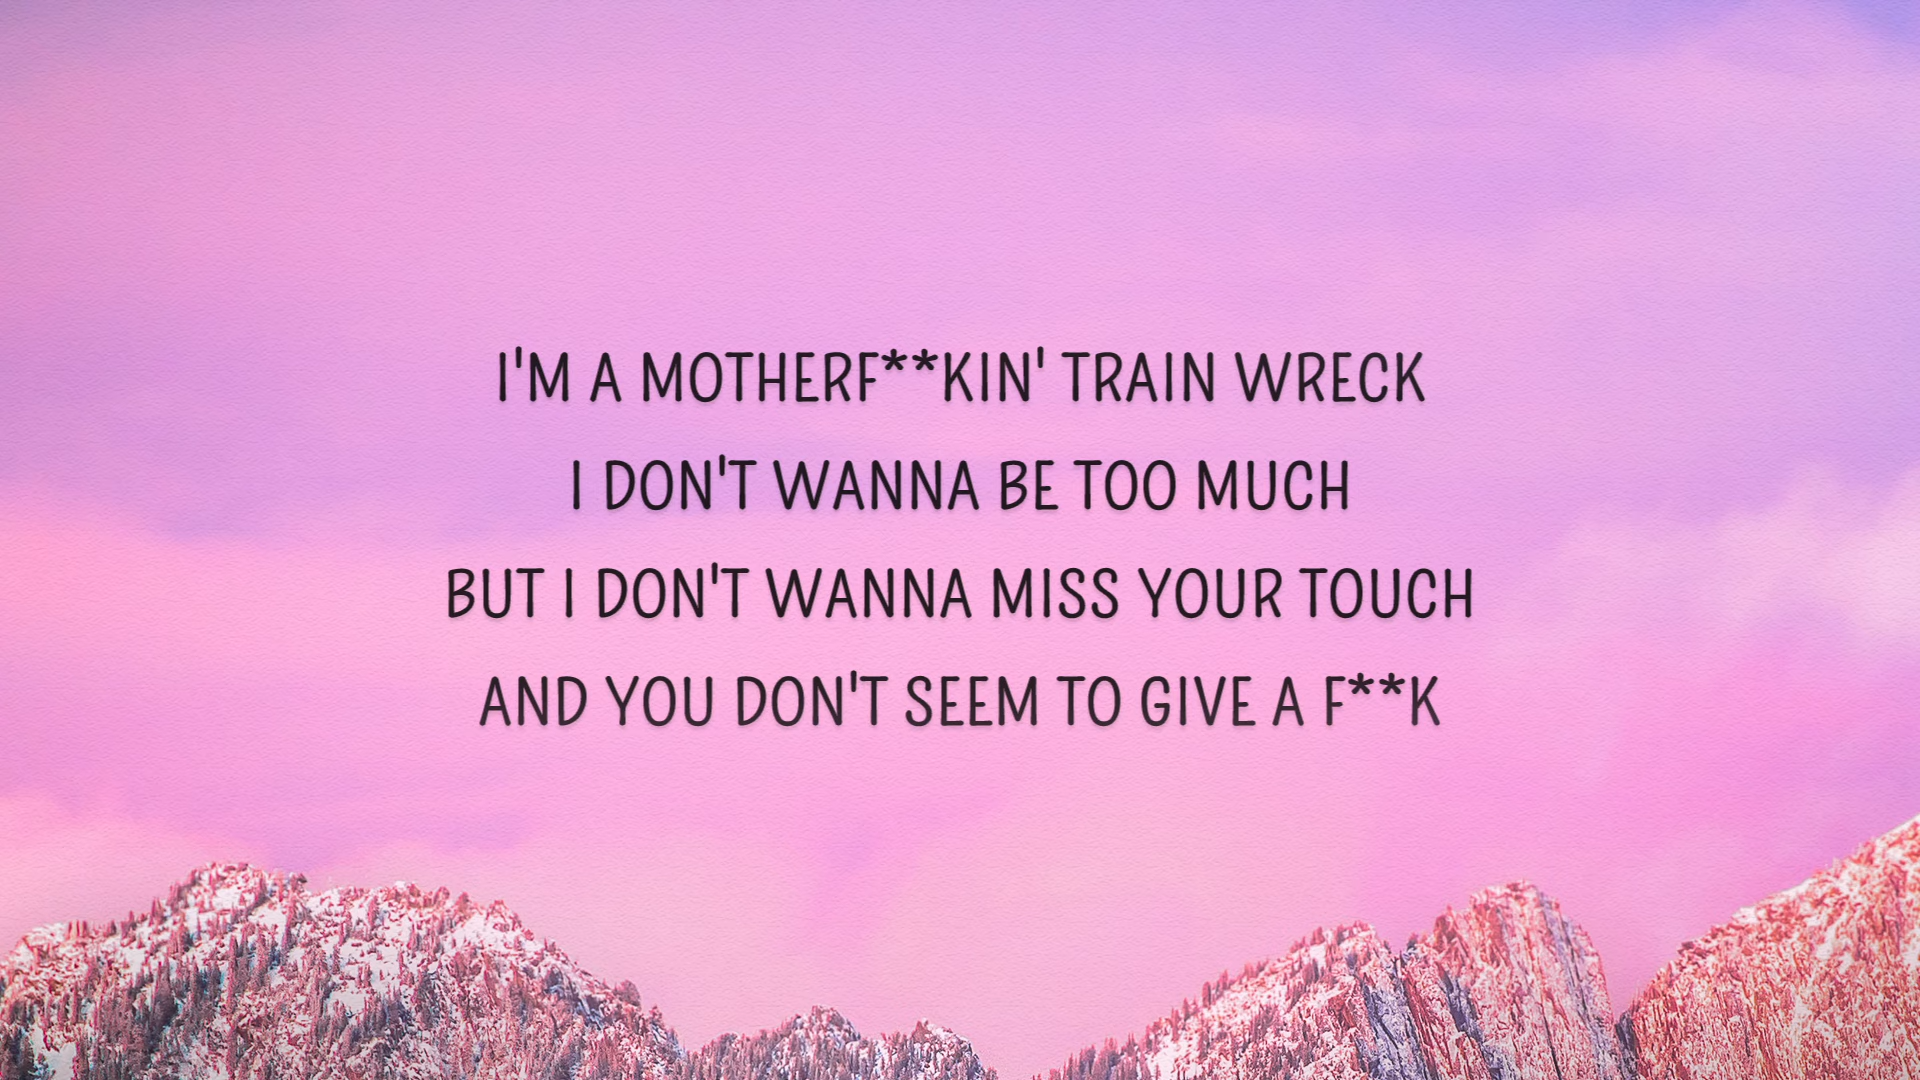 I'M A MOTHERF**KIN' TRAIN WRECK
I DON'T WANNA BE TOO MUCH
BUT I DON'T WANNA MISS YOUR TOUCH
AND YOU DON'T SEEM TO GIVE A F**K